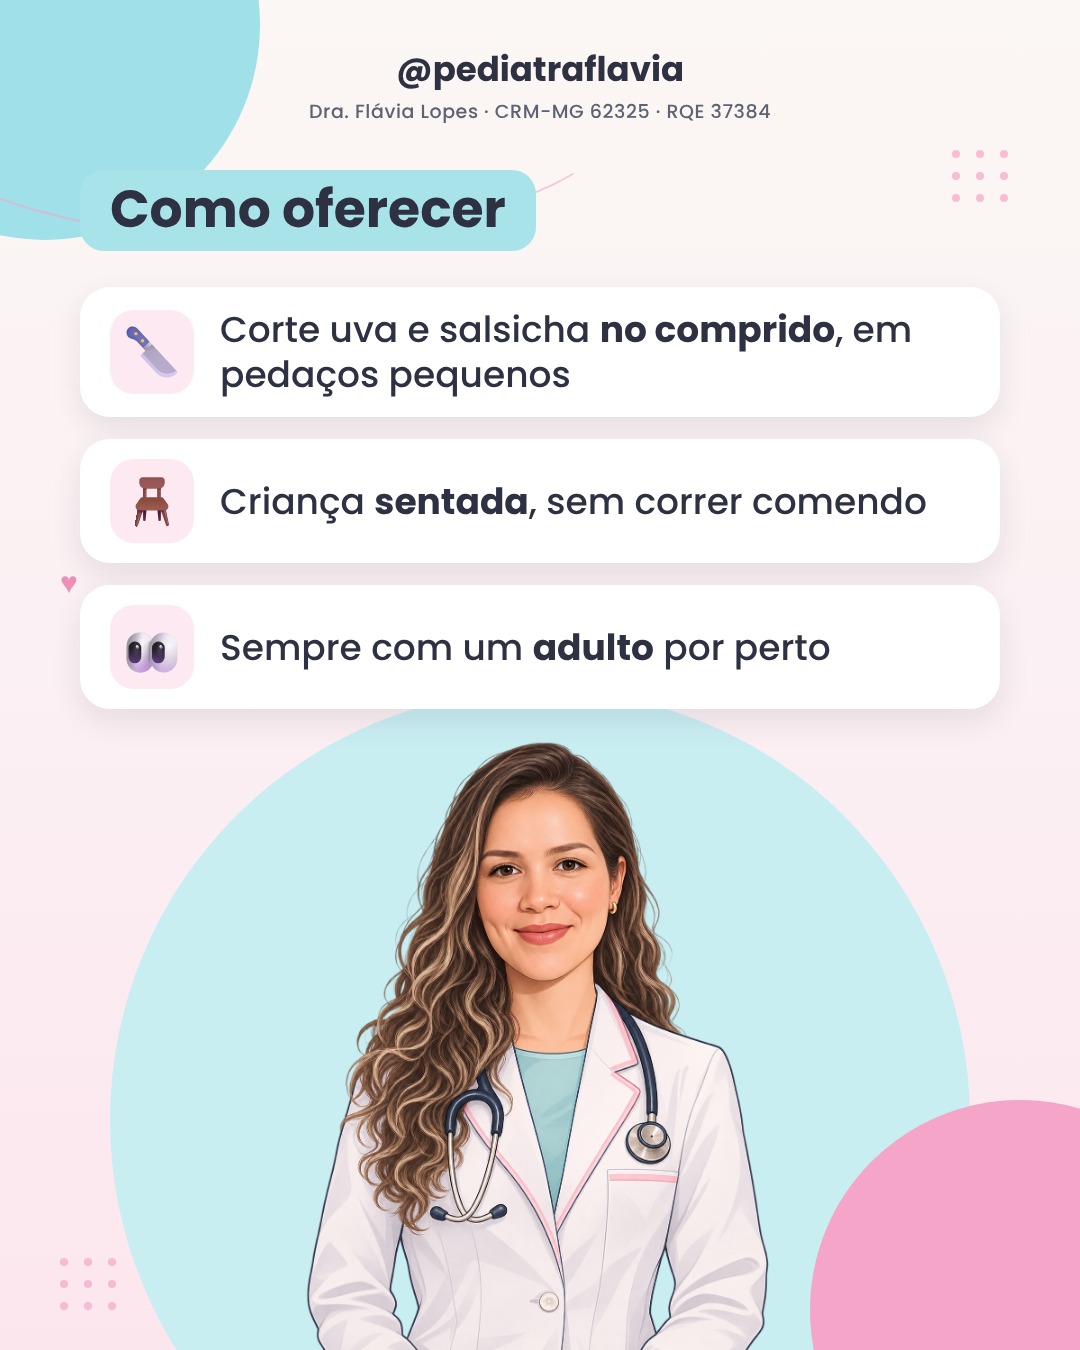 @pediatraflavia
Dra. Flávia Lopes · CRM-MG 62325 · RQE 37384
Como oferecer
Corte uva e salsicha no comprido, em
pedaços pequenos
Criança sentada, sem correr comendo
Sempre com um adulto por perto